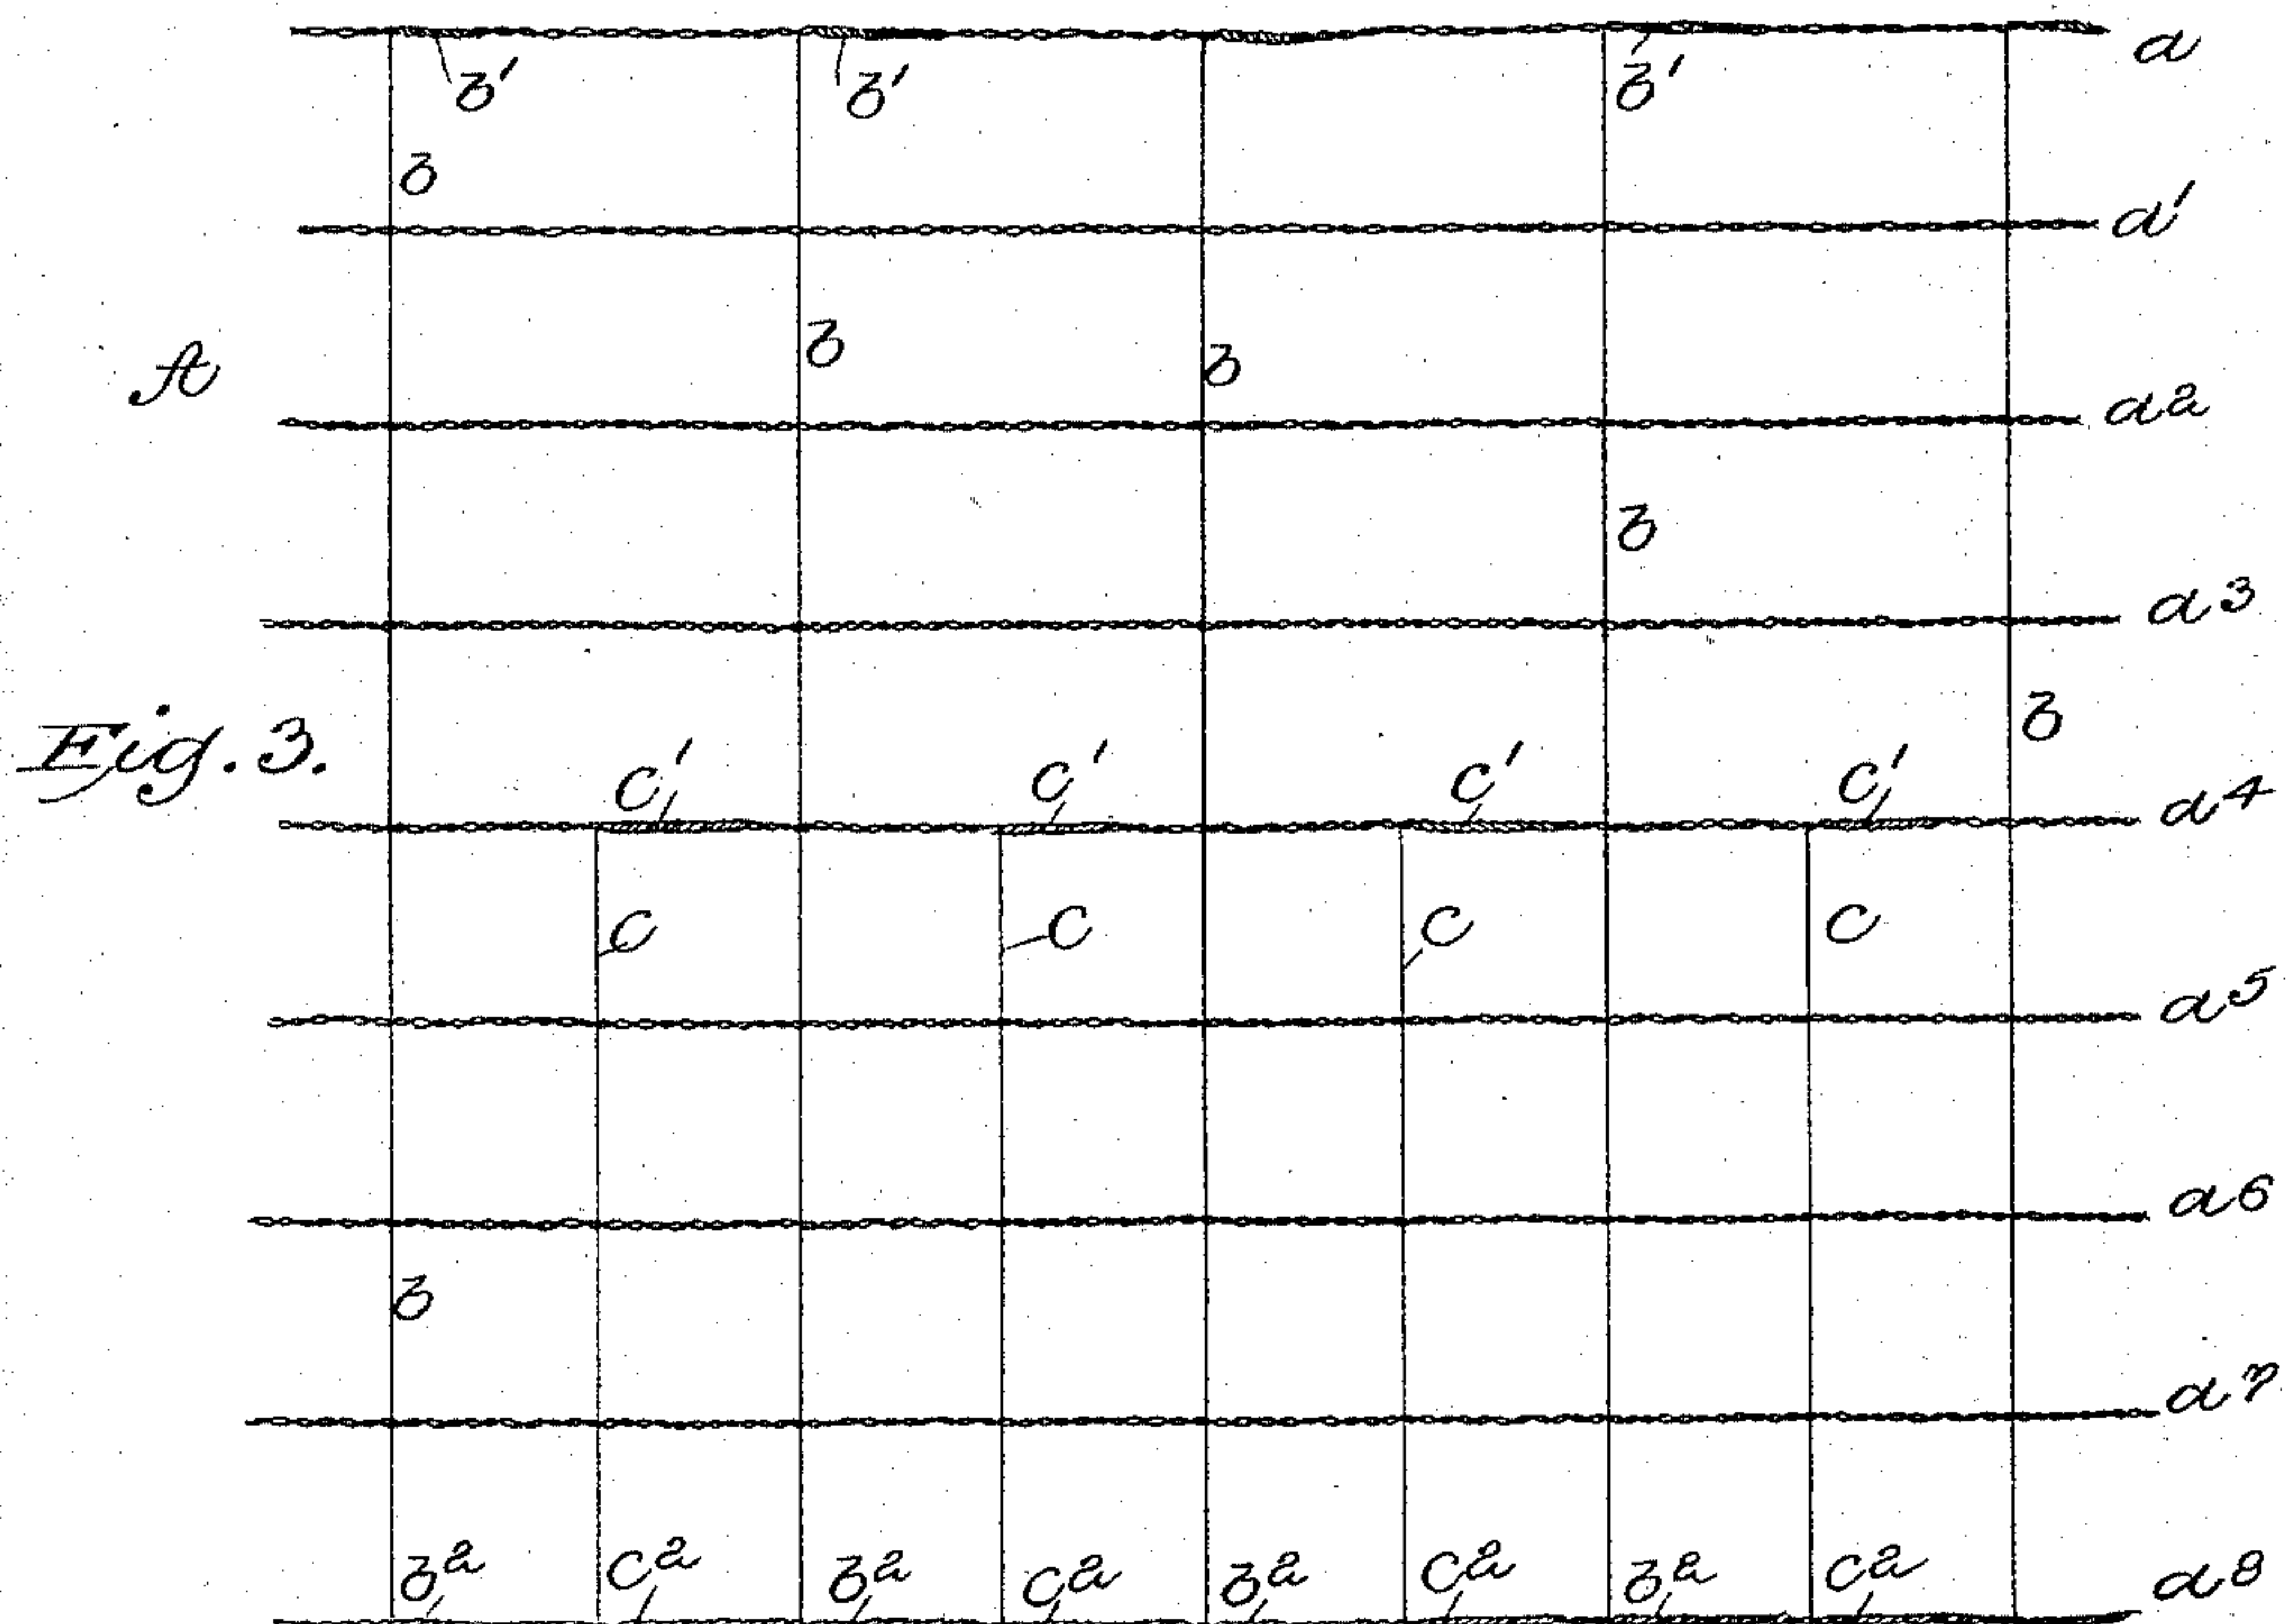 a
b' b' b'
b
a'
b b
A
a2
b
a3
b
Fig. 3.
c' c' c' c'
a4
c c c c
a5
a6
b
a7
b2 c2 b2 c2 b2 c2 b2 c2
a8